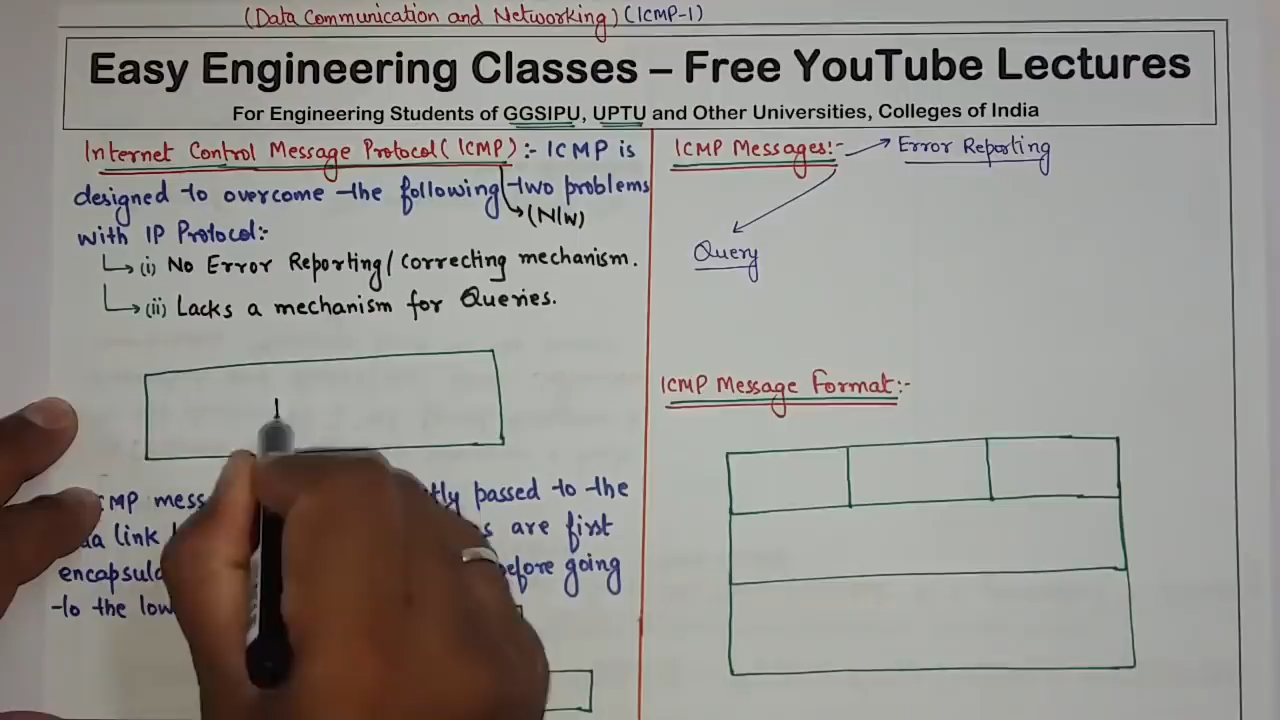 (Data Communication and Networking) (ICMP-1)
Easy Engineering Classes – Free YouTube Lectures
For Engineering Students of GGSIPU, UPTU and Other Universities, Colleges of India
Internet Control Message Protocol (ICMP) :- ICMP is
designed to overcome the following two problems
(N/W)
with IP Protocol:-
(i) No Error Reporting/Correcting mechanism.
(ii) Lacks a mechanism for Queries.
passed to the
link
are first
before going
to the
ICMP Messages:-
Error Reporting
Query
ICMP Message Format:-